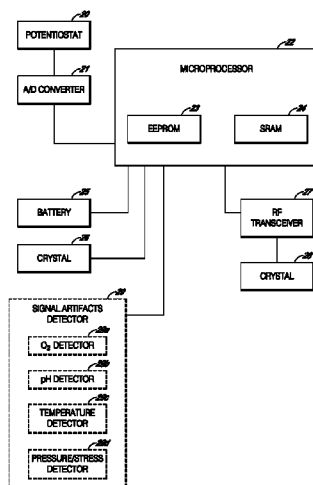 20
POTENTIOSTAT
21
A/D CONVERTER
22
MICROPROCESSOR
23
EEPROM
24
SRAM
25
BATTERY
26
CRYSTAL
27
RF
TRANSCEIVER
28
CRYSTAL
29
SIGNAL ARTIFACTS
DETECTOR
29a
O2 DETECTOR
29b
pH DETECTOR
29c
TEMPERATURE
DETECTOR
29d
PRESSURE/STRESS
DETECTOR